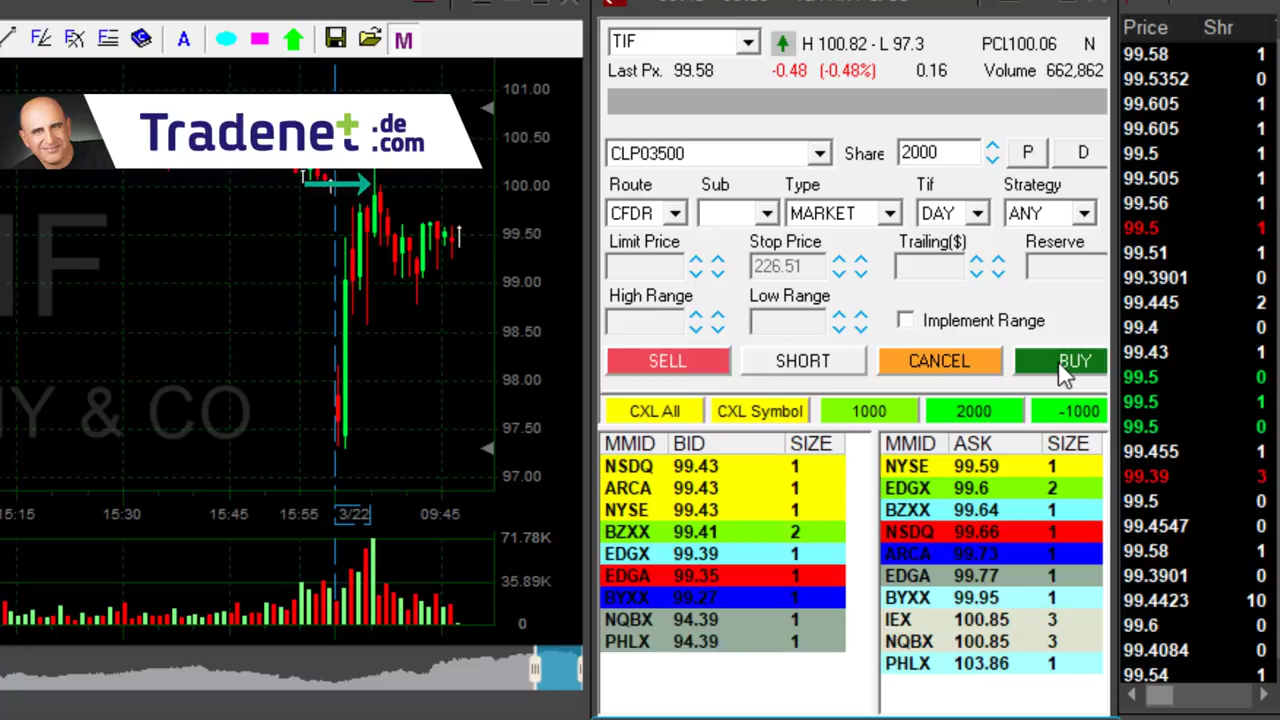 A
M
TIF
H 100.82 - L 97.3
PCL100.06
N
Last Px. 99.58
-0.48 (-0.48%)
0.16
Volume 662,862
CLP03500
Share
2000
P
D
Route
Sub
Type
Tif
Strategy
CFDR
MARKET
DAY
ANY
Limit Price
Stop Price
Trailing($)
Reserve
226.51
High Range
Low Range
Implement Range
SELL
SHORT
CANCEL
BUY
CXL All
CXL Symbol
1000
2000
-1000
MMID BID SIZE
NSDQ 99.43 1
ARCA 99.43 1
NYSE 99.43 1
BZXX 99.41 2
EDGX 99.39 1
EDGA 99.35 1
BYXX 99.27 1
NQBX 94.39 1
PHLX 94.39 1
MMID ASK SIZE
NYSE 99.59 1
EDGX 99.6 2
BZXX 99.64 1
NSDQ 99.66 1
ARCA 99.73 1
EDGA 99.77 1
BYXX 99.95 1
IEX 100.85 3
NQBX 100.85 3
PHLX 103.86 1
Price Shr
99.58 1
99.5352 0
99.605 1
99.605 1
99.5 1
99.505 1
99.56 1
99.5 1
99.51 1
99.3901 0
99.445 2
99.4 1
99.43 1
99.5 0
99.5 1
99.5 0
99.455 1
99.39 3
99.5 0
99.4547 0
99.58 1
99.3901 0
99.4423 10
99.6 0
99.4084 0
99.54 1
Tradenet .de
.com
101.00
100.50
100.00
99.50
99.00
98.50
98.00
97.50
97.00
Y & CO
15:15
15:30
15:45
15:55
3/22
09:45
71.78K
35.89K
0